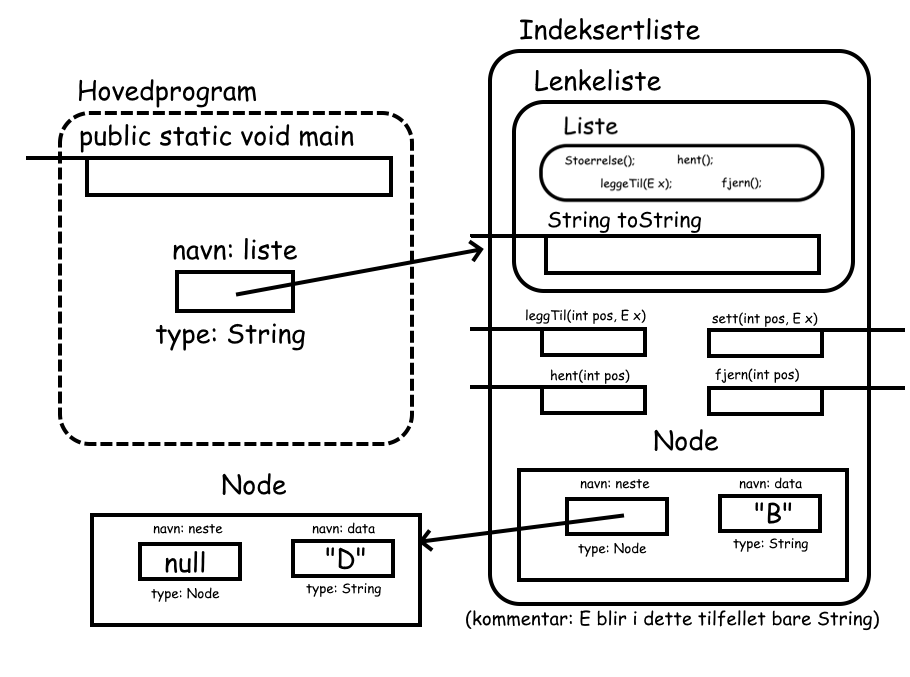 Hovedprogram
public static void main
navn: liste
type: String
Indeksertliste
Lenkeliste
Liste
Stoerrelse();
hent();
leggeTil(E x);
fjern();
String toString
leggTil(int pos, E x)
sett(int pos, E x)
hent(int pos)
fjern(int pos)
Node
navn: neste
navn: data
"B"
type: Node
type: String
(kommentar: E blir i dette tilfellet bare String)
Node
navn: neste
navn: data
null
"D"
type: Node
type: String